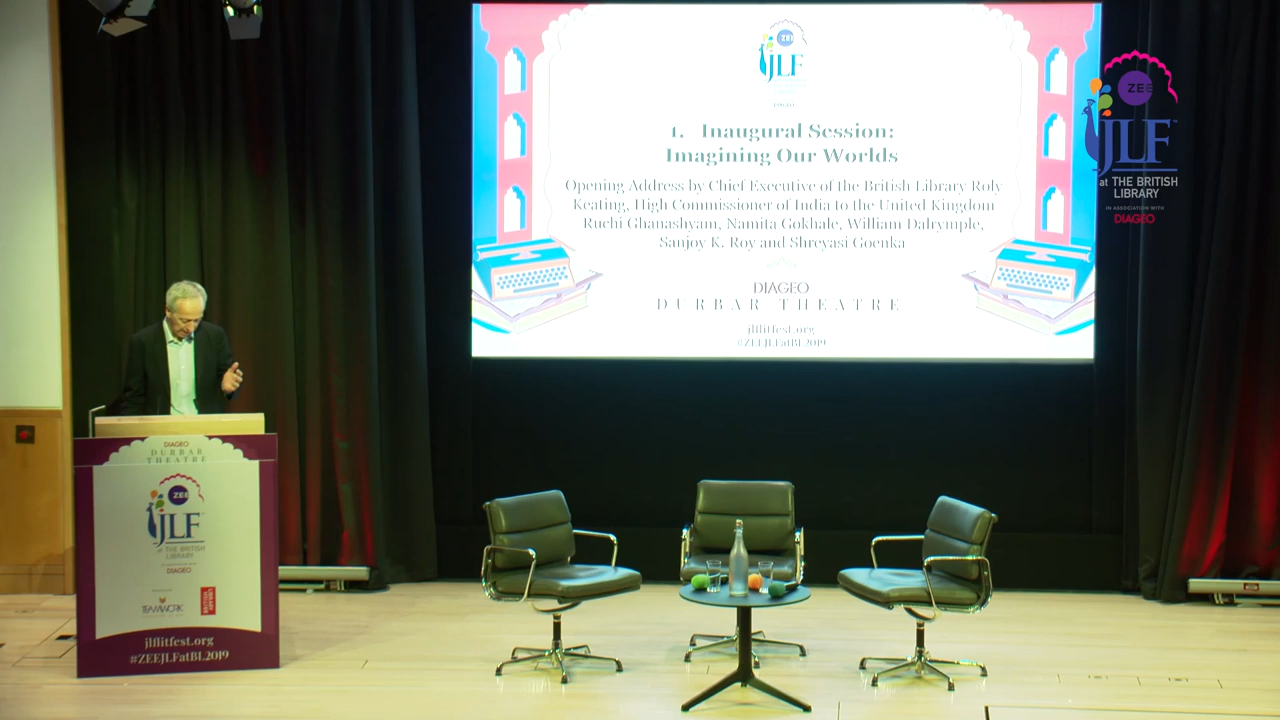 ZEE
JLF
1. Inaugural Session:
Imagining Our Worlds
Opening Address by Chief Executive of the British Library Roly
Keating, High Commissioner of India to the United Kingdom
Ruchi Ghanashyam, Namita Gokhale, William Dalrymple,
Sanjoy K. Roy and Shreyasi Goenka
DIAGEO
DURBAR THEATRE
jlflitfest.org
#ZEEJLFatBL2019
ZEE
JLF
at THE BRITISH
LIBRARY
IN ASSOCIATION WITH
DIAGEO
DIAGEO
DURBAR
THEATRE
ZEE
JLF
at THE BRITISH
LIBRARY
DIAGEO
TEAMWORK
BRITISH
LIBRARY
jlflitfest.org
#ZEEJLFatBL2019